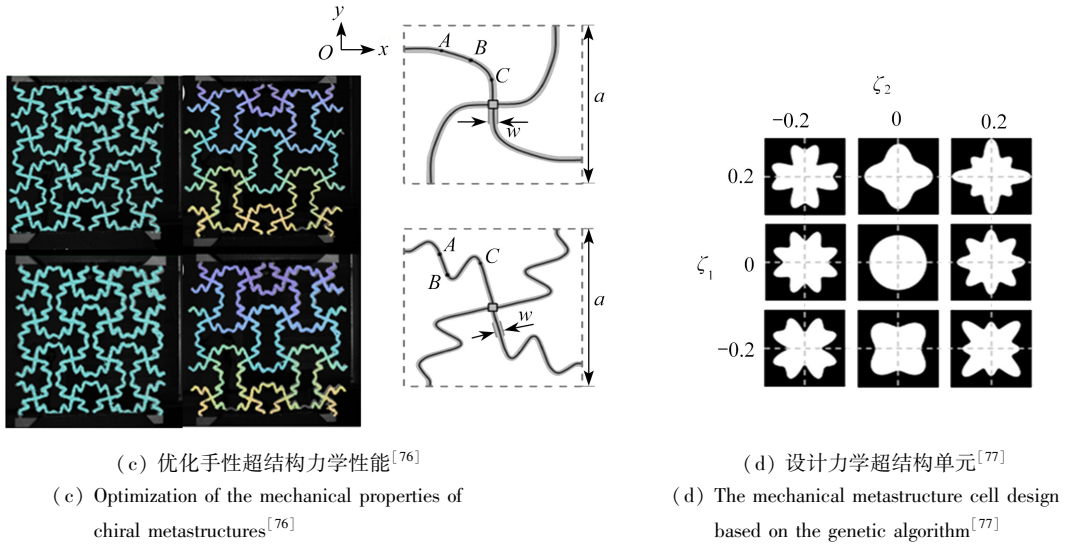 y
O
x
A
B
C
w
a
A
B
C
w
a
ζ₂
−0.2 0 0.2
0.2
ζ₁ 0
−0.2
(c) 优化手性超结构力学性能[76]
(c) Optimization of the mechanical properties of
chiral metastructures[76]
(d) 设计力学超结构单元[77]
(d) The mechanical metastructure cell design
based on the genetic algorithm[77]